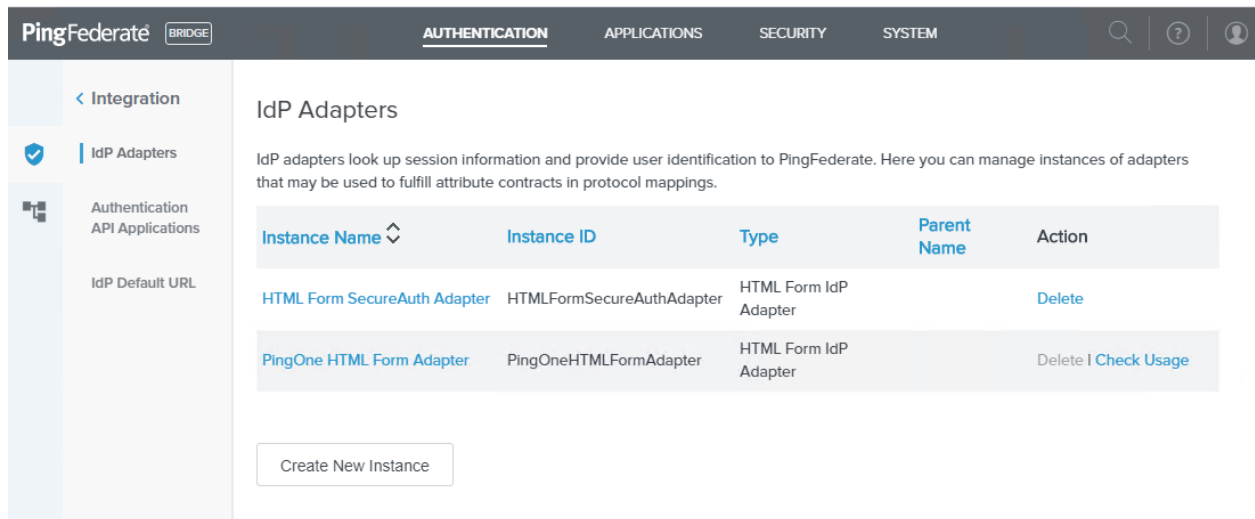 PingFederate BRIDGE AUTHENTICATION APPLICATIONS SECURITY SYSTEM
Integration
IdP Adapters
Authentication
API Applications
IdP Default URL
IdP Adapters
IdP adapters look up session information and provide user identification to PingFederate. Here you can manage instances of adapters
that may be used to fulfill attribute contracts in protocol mappings.
Instance Name Instance ID Type Parent Name Action
HTML Form SecureAuth Adapter HTMLFormSecureAuthAdapter HTML Form IdP Adapter Delete
PingOne HTML Form Adapter PingOneHTMLFormAdapter HTML Form IdP Adapter Delete | Check Usage
Create New Instance